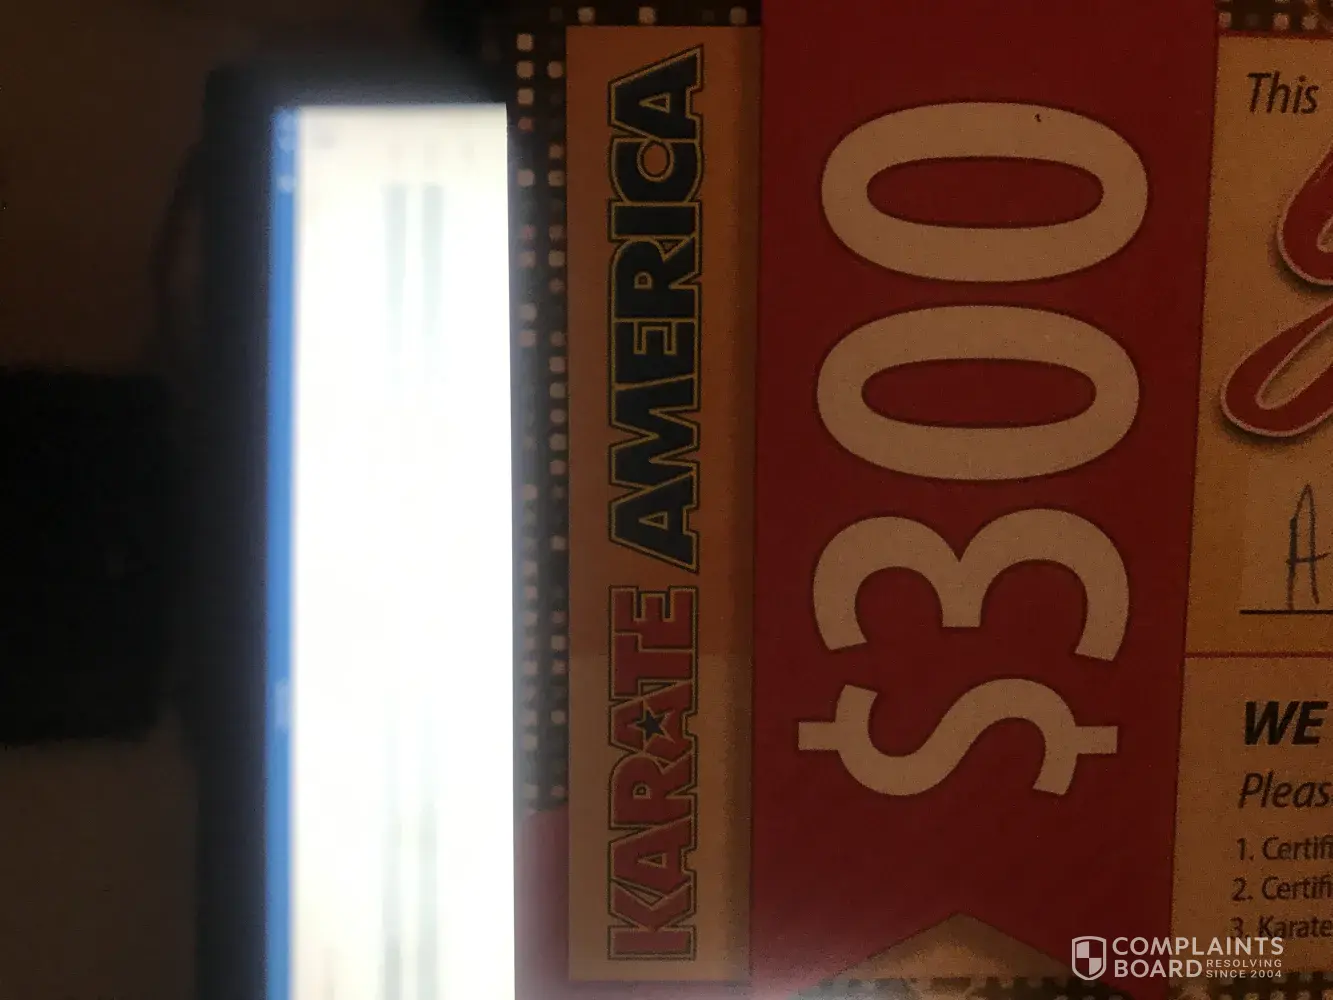 KARATE AMERICA
$300
This
A
WE
Pleas
1. Certifi
2. Certifi
3. Karate
COMPLAINTS
BOARD RESOLVING
SINCE 2004